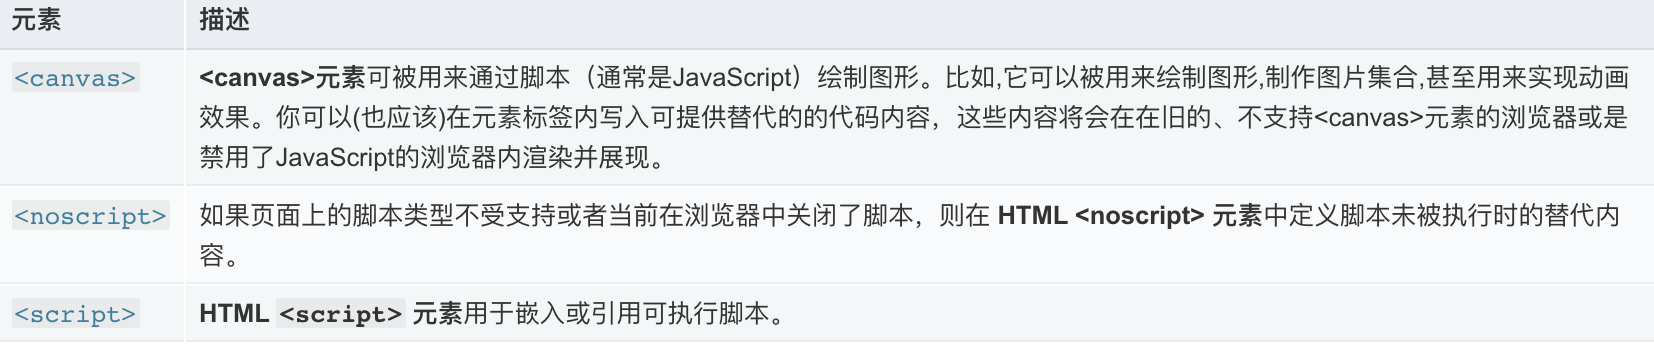 元素 描述
<canvas> <canvas>元素可被用来通过脚本（通常是JavaScript）绘制图形。比如,它可以被用来绘制图形,制作图片集合,甚至用来实现动画
效果。你可以(也应该)在元素标签内写入可提供替代的的代码内容，这些内容将会在在旧的、不支持<canvas>元素的浏览器或是
禁用了JavaScript的浏览器内渲染并展现。
<noscript> 如果页面上的脚本类型不受支持或者当前在浏览器中关闭了脚本，则在 HTML <noscript> 元素中定义脚本未被执行时的替代内
容。
<script> HTML <script> 元素用于嵌入或引用可执行脚本。